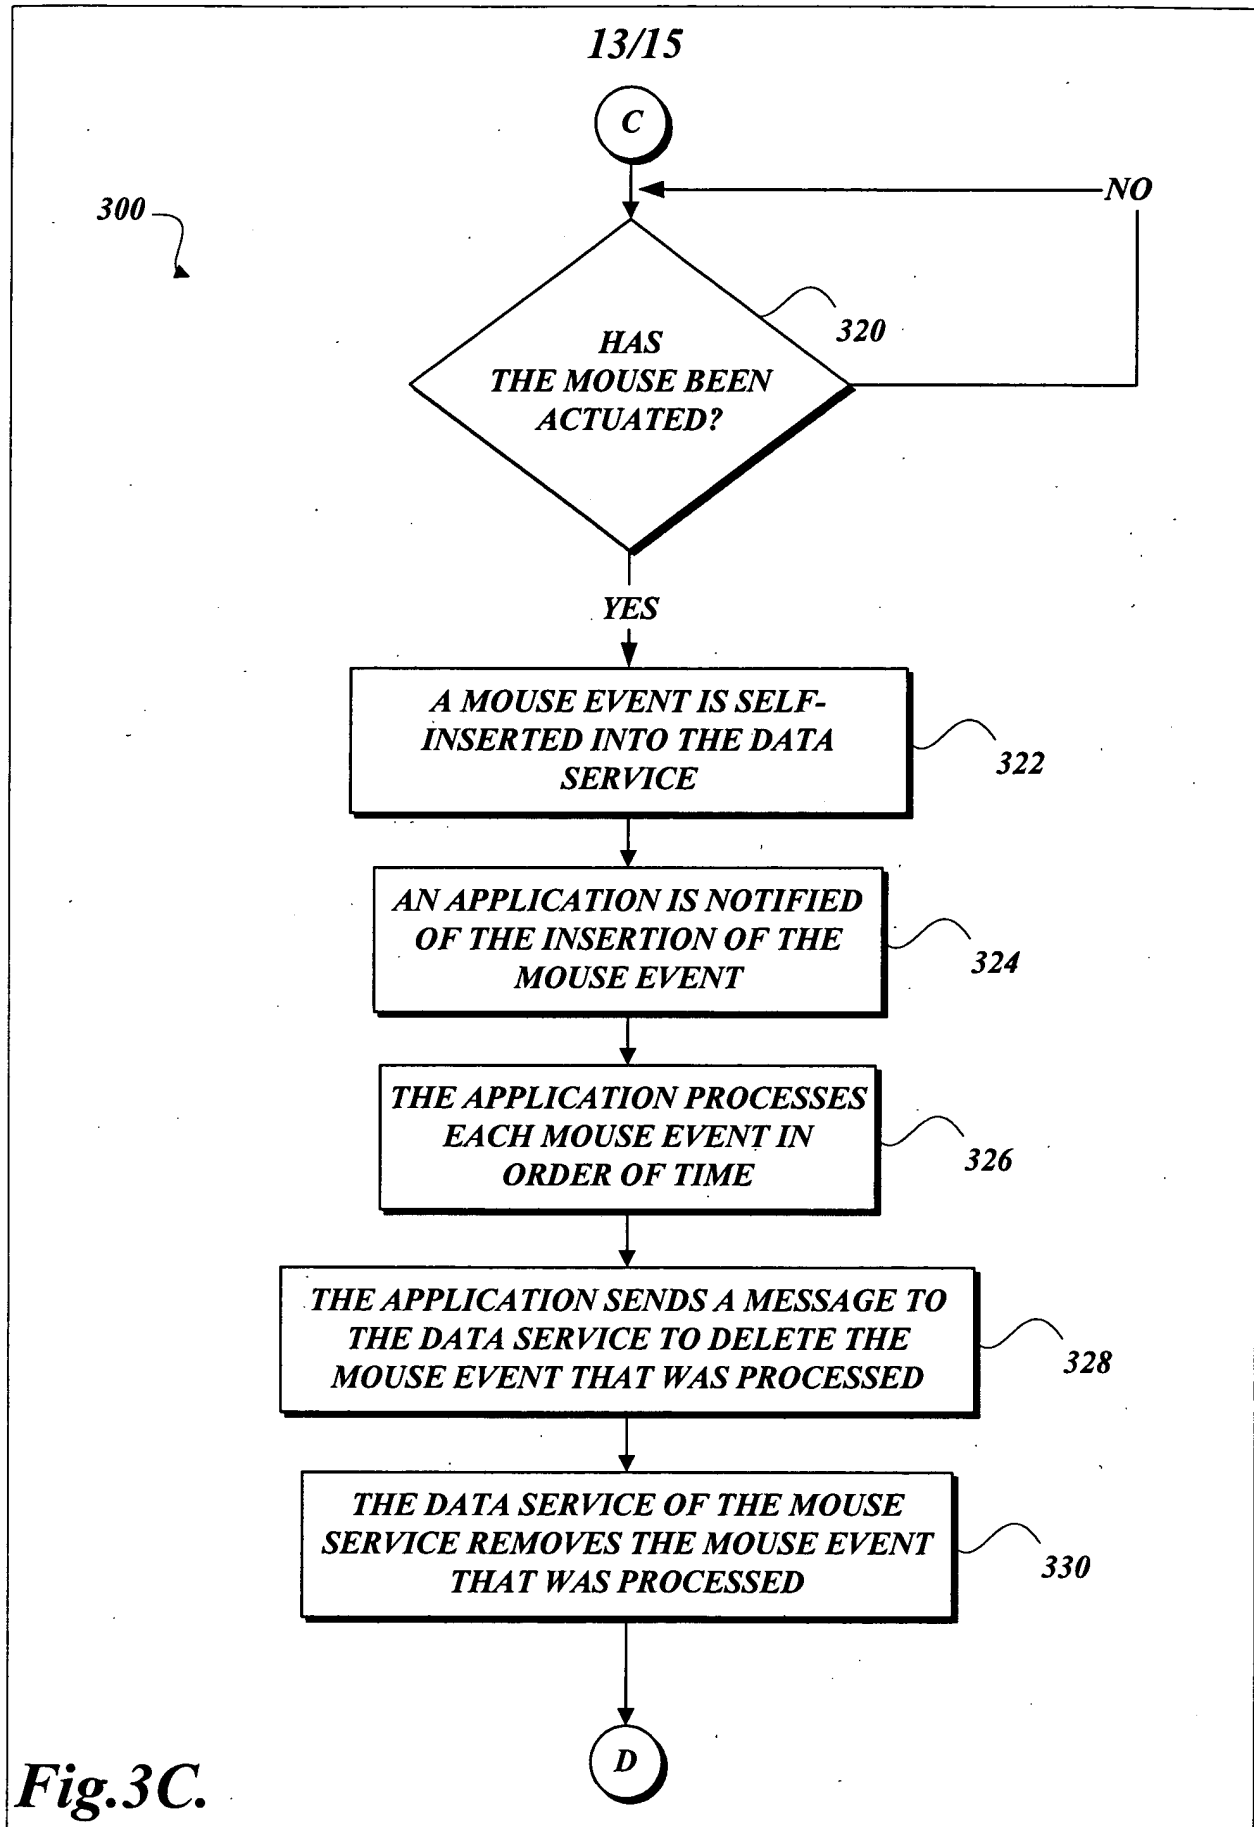 13/15
C
NO
300
320
HAS
THE MOUSE BEEN
ACTUATED?
YES
A MOUSE EVENT IS SELF-
INSERTED INTO THE DATA
SERVICE
322
AN APPLICATION IS NOTIFIED
OF THE INSERTION OF THE
MOUSE EVENT
324
THE APPLICATION PROCESSES
EACH MOUSE EVENT IN
ORDER OF TIME
326
THE APPLICATION SENDS A MESSAGE TO
THE DATA SERVICE TO DELETE THE
MOUSE EVENT THAT WAS PROCESSED
328
THE DATA SERVICE OF THE MOUSE
SERVICE REMOVES THE MOUSE EVENT
THAT WAS PROCESSED
330
D
Fig.3C.